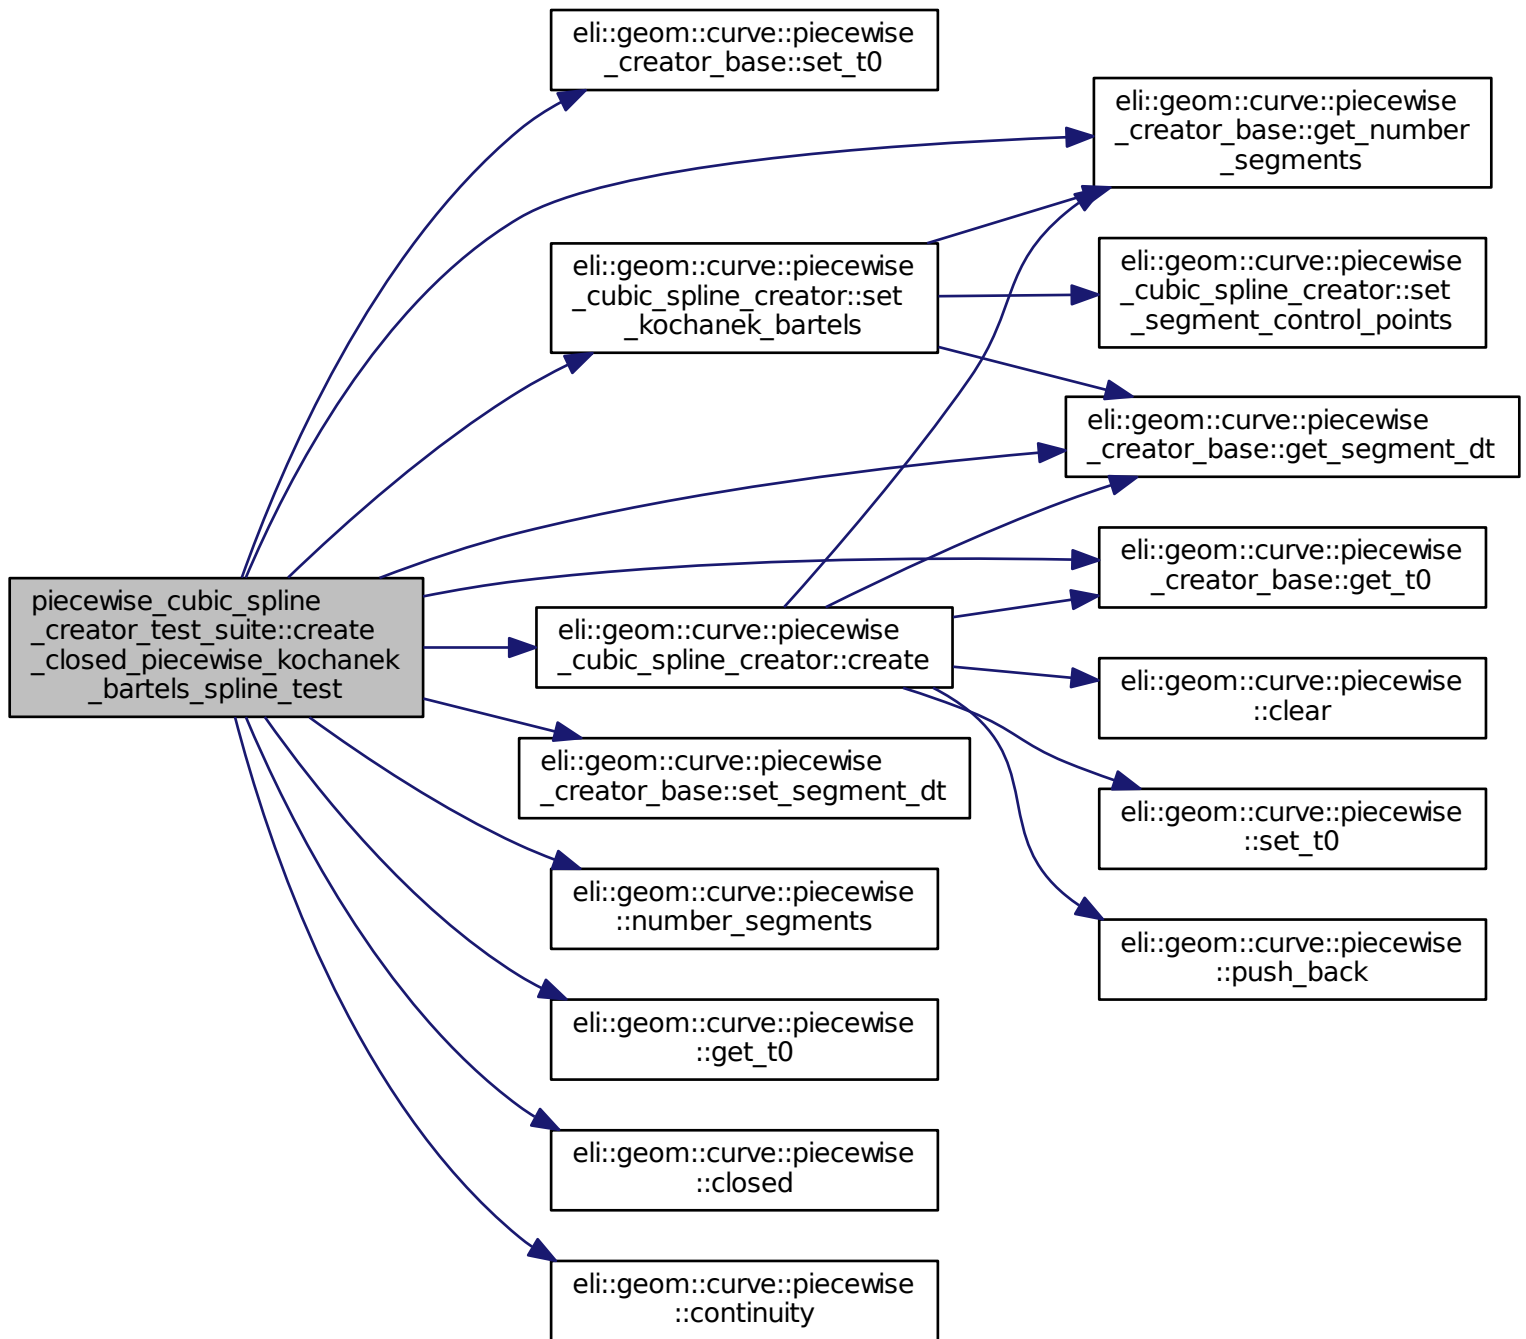 eli::geom::curve::piecewise
_creator_base::set_t0
eli::geom::curve::piecewise
_creator_base::get_number
_segments
eli::geom::curve::piecewise
_cubic_spline_creator::set
_kochanek_bartels
eli::geom::curve::piecewise
_cubic_spline_creator::set
_segment_control_points
eli::geom::curve::piecewise
_creator_base::get_segment_dt
eli::geom::curve::piecewise
_creator_base::get_t0
piecewise_cubic_spline
_creator_test_suite::create
_closed_piecewise_kochanek
_bartels_spline_test
eli::geom::curve::piecewise
_cubic_spline_creator::create
eli::geom::curve::piecewise
::clear
eli::geom::curve::piecewise
_creator_base::set_segment_dt
eli::geom::curve::piecewise
::set_t0
eli::geom::curve::piecewise
::number_segments
eli::geom::curve::piecewise
::push_back
eli::geom::curve::piecewise
::get_t0
eli::geom::curve::piecewise
::closed
eli::geom::curve::piecewise
::continuity